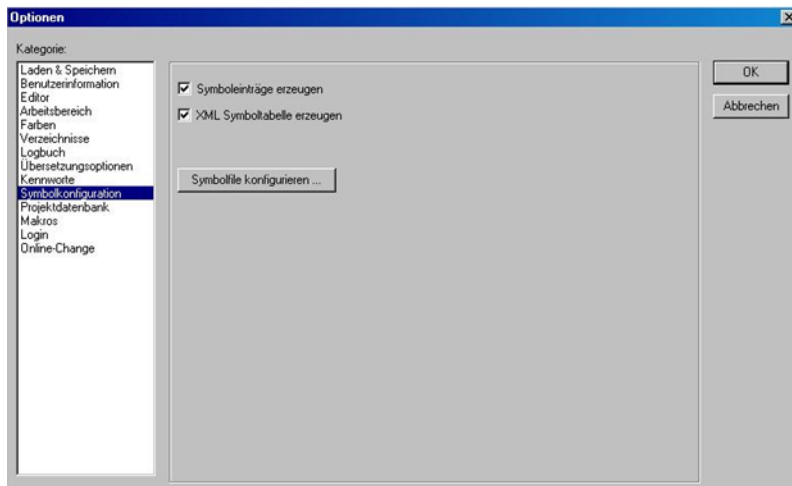 Optionen
Kategorie:
Laden & Speichern
Benutzerinformation
Editor
Arbeitsbereich
Farben
Verzeichnisse
Logbuch
Übersetzungsoptionen
Kennworte
Symbolkonfiguration
Projektdatenbank
Makros
Login
Online-Change
Symboleinträge erzeugen
XML Symboltabelle erzeugen
Symbolfile konfigurieren ...
OK
Abbrechen